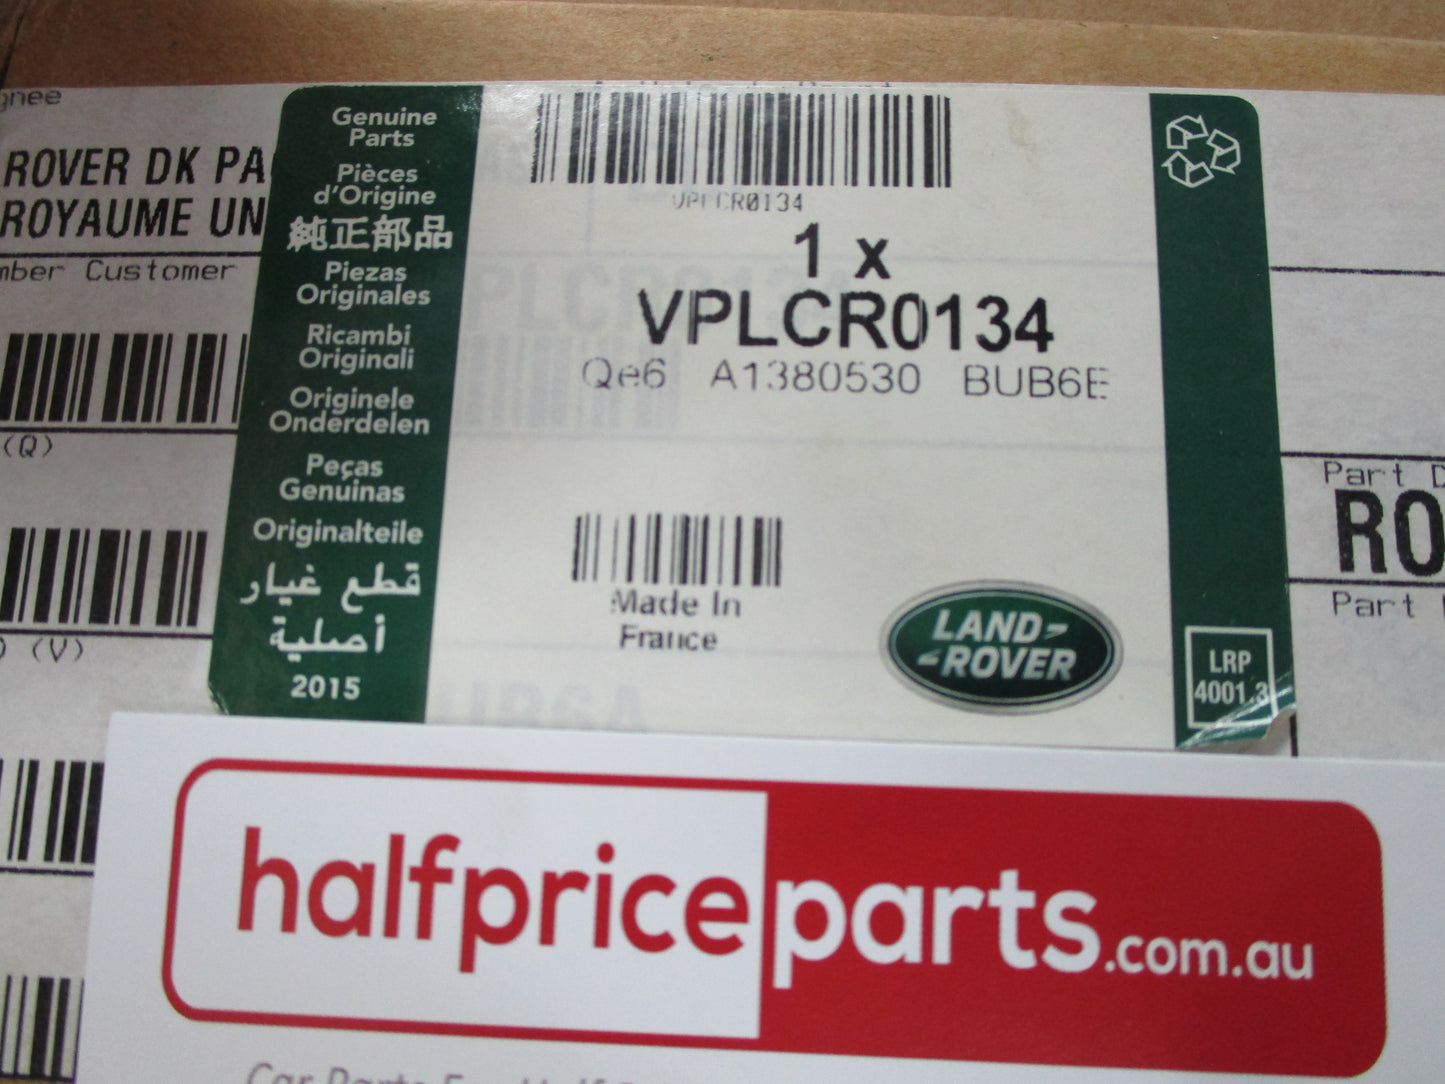 gnee
ROVER DK PA
ROYAUME UN
mber Customer
(Q)
(V)
Genuine
Parts
Pièces
d'Origine
純正部品
Piezas
Originales
Ricambi
Originali
Originele
Onderdelen
Peças
Genuinas
Originalteile
قطع غيار
أصلية
2015
VPLCR0134
1 x
VPLCR0134
Qe6 A1380530 BUB6E
Made In
France
LAND-
-ROVER
LRP
4001.3
Part D
RO
Part
halfpriceparts.com.au